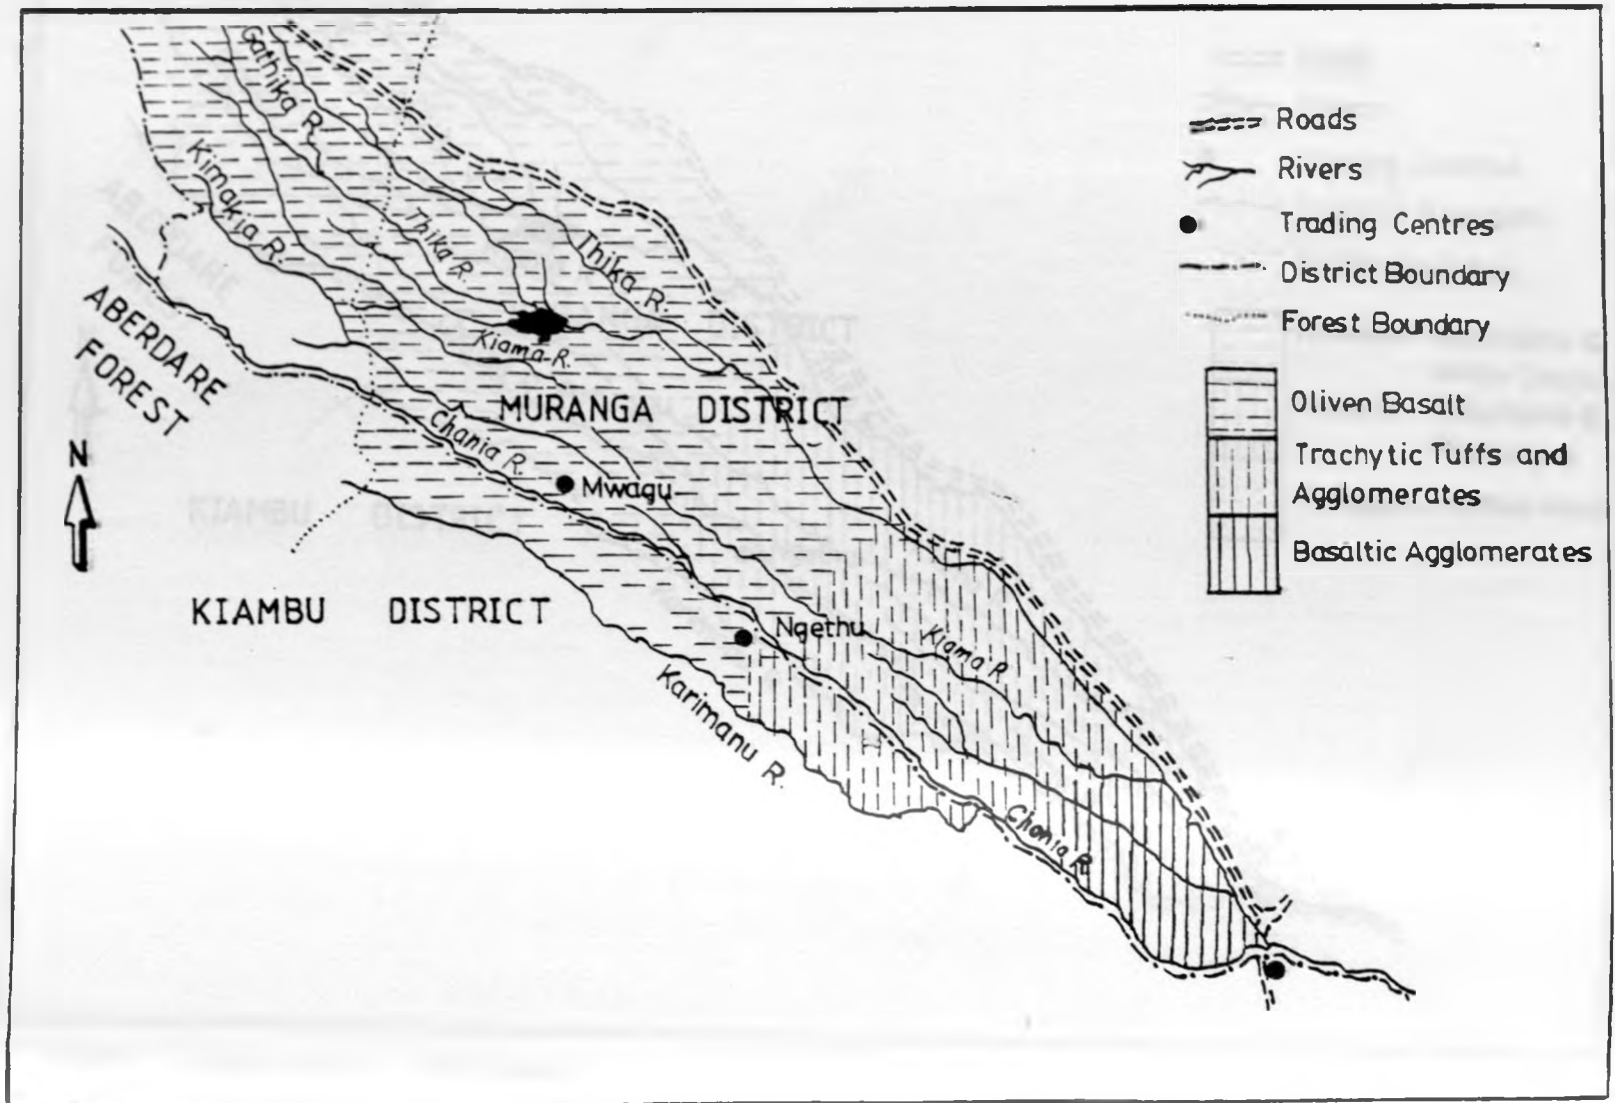 Gathika R.
Kimakia R.
Thika R.
Thika R.
Kiama R.
ABERDARE
FOREST
MURANGA DISTRICT
Chania R.
N
Mwagu
KIAMBU DISTRICT
Ngethu
Kiama R.
Karimanu R.
Chania R.
Roads
Rivers
Trading Centres
District Boundary
Forest Boundary
Oliven Basalt
Trachytic Tuffs and
Agglomerates
Basaltic Agglomerates